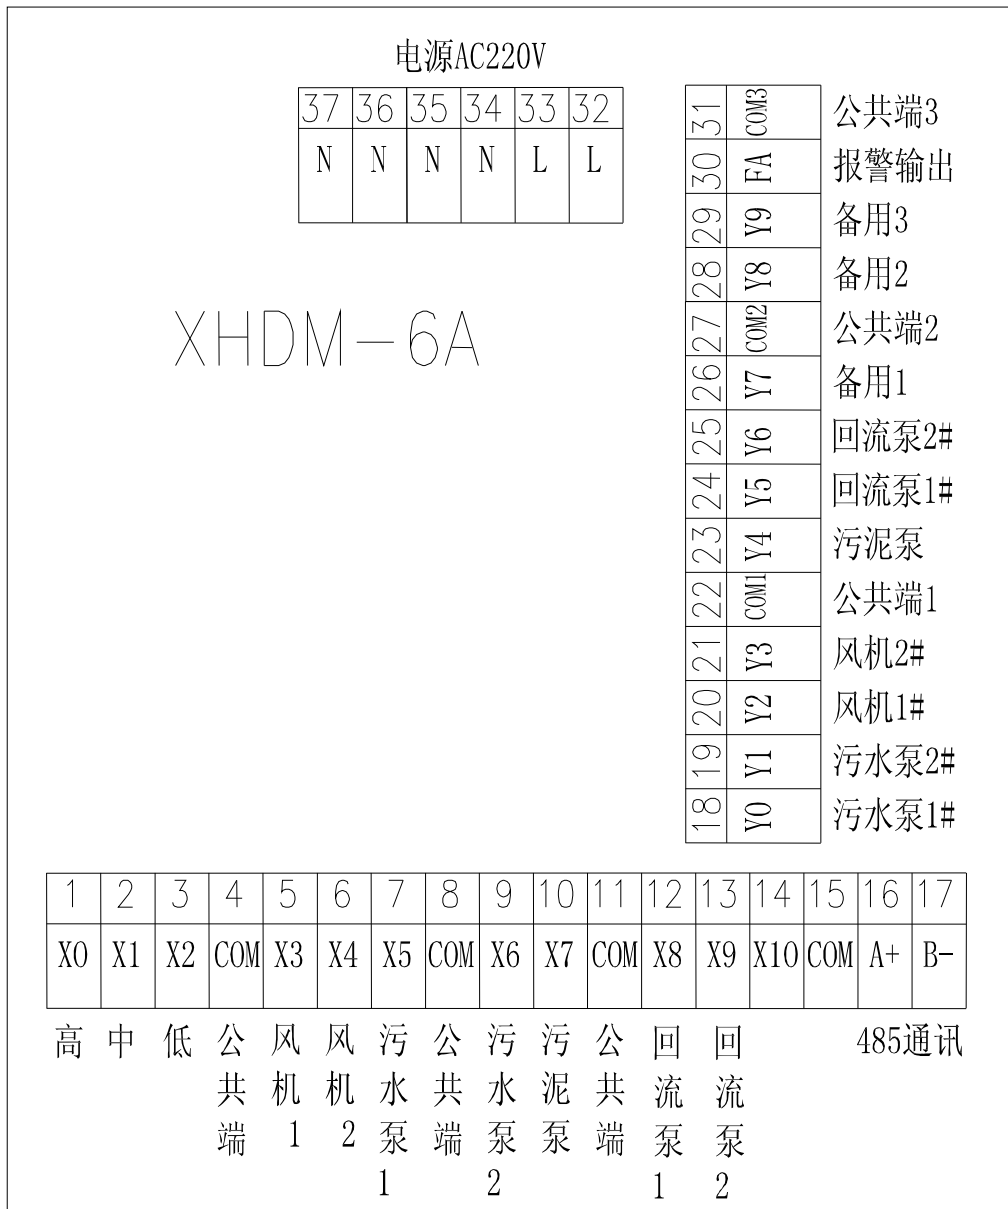 电源AC220V
37 36 35 34 33 32
N N N N L L
XHDM-6A
31 COM3 公共端3
30 FA 报警输出
29 Y9 备用3
28 Y8 备用2
27 COM2 公共端2
26 Y7 备用1
25 Y6 回流泵2#
24 Y5 回流泵1#
23 Y4 污泥泵
22 COM1 公共端1
21 Y3 风机2#
20 Y2 风机1#
19 Y1 污水泵2#
18 Y0 污水泵1#
1 2 3 4 5 6 7 8 9 10 11 12 13 14 15 16 17
X0 X1 X2 COM X3 X4 X5 COM X6 X7 COM X8 X9 X10 COM A+ B-
高 中 低 公共端 风机1 风机2 污水泵1 公共端 污水泵2 污泥泵 公共端 回流泵1 回流泵2 485通讯